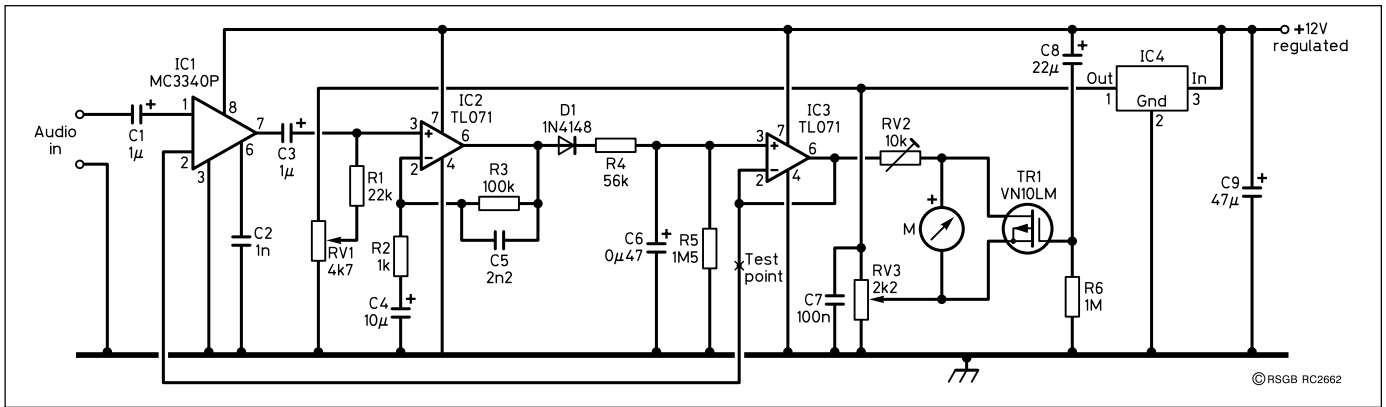 +12V
regulated
IC1
MC3340P
Audio
in
C1
1µ
1
2
3
6
7
8
C2
1n
C3
1µ
R1
22k
RV1
4k7
IC2
TL071
3
2
7
6
4
R2
1k
C4
10µ
R3
100k
C5
2n2
D1
1N4148
R4
56k
C6
0µ47
R5
1M5
Test
point
IC3
TL071
3
2
7
6
4
RV2
10k
M
C7
100n
RV3
2k2
TR1
VN10LM
C8
22µ
R6
1M
IC4
Out
In
Gnd
1
3
2
C9
47µ
©RSGB RC2662
+
+
+
+
+
+
+
+
+
−
+
−